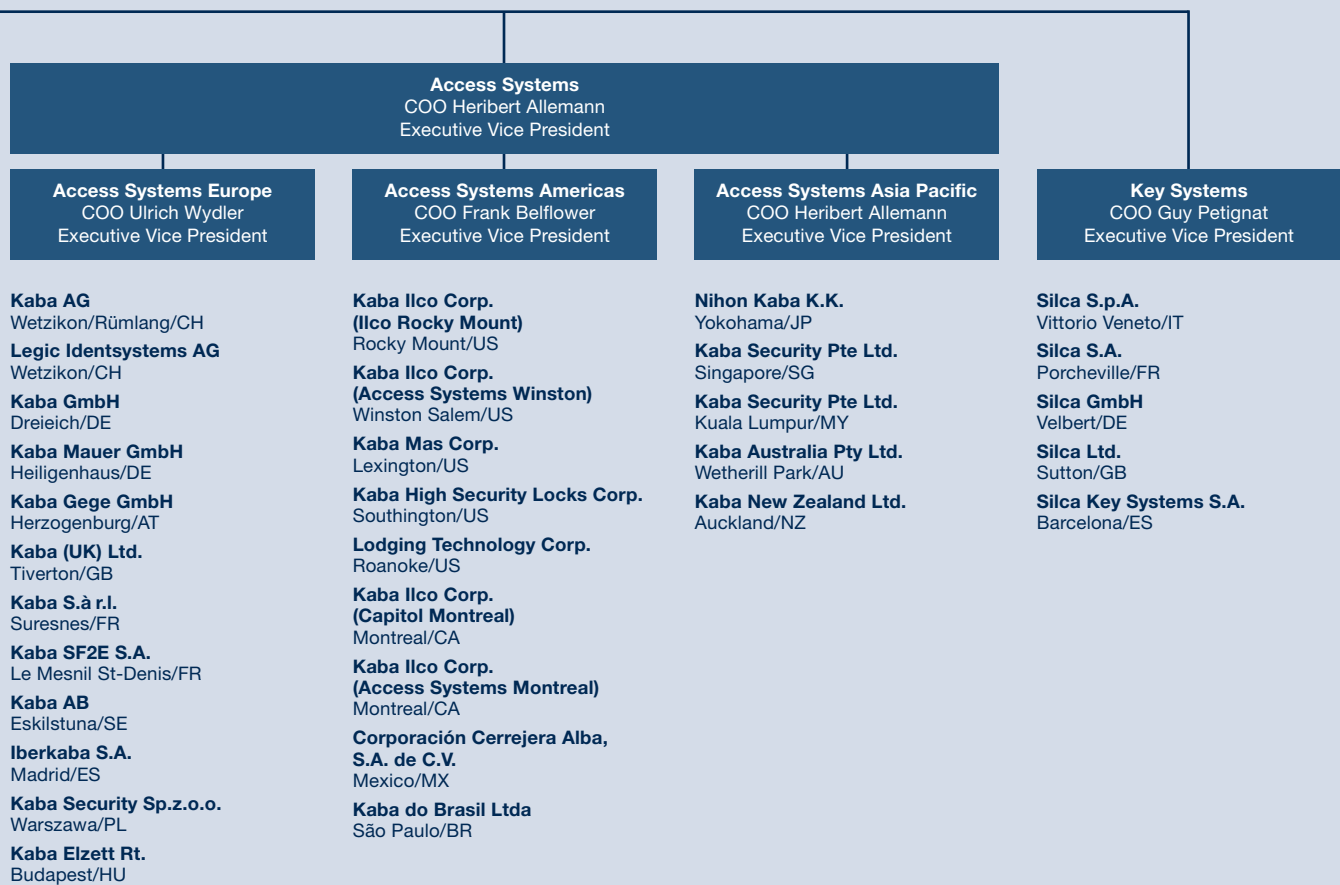 Access Systems
COO Heribert Allemann
Executive Vice President
Access Systems Europe
COO Ulrich Wydler
Executive Vice President
Access Systems Americas
COO Frank Belflower
Executive Vice President
Access Systems Asia Pacific
COO Heribert Allemann
Executive Vice President
Key Systems
COO Guy Petignat
Executive Vice President
Kaba AG
Wetzikon/Rümlang/CH
Legic Identsystems AG
Wetzikon/CH
Kaba GmbH
Dreieich/DE
Kaba Mauer GmbH
Heiligenhaus/DE
Kaba Gege GmbH
Herzogenburg/AT
Kaba (UK) Ltd.
Tiverton/GB
Kaba S.à r.l.
Suresnes/FR
Kaba SF2E S.A.
Le Mesnil St-Denis/FR
Kaba AB
Eskilstuna/SE
Iberkaba S.A.
Madrid/ES
Kaba Security Sp.z.o.o.
Warszawa/PL
Kaba Elzett Rt.
Budapest/HU
Kaba Ilco Corp.
(Ilco Rocky Mount)
Rocky Mount/US
Kaba Ilco Corp.
(Access Systems Winston)
Winston Salem/US
Kaba Mas Corp.
Lexington/US
Kaba High Security Locks Corp.
Southington/US
Lodging Technology Corp.
Roanoke/US
Kaba Ilco Corp.
(Capitol Montreal)
Montreal/CA
Kaba Ilco Corp.
(Access Systems Montreal)
Montreal/CA
Corporación Cerrejera Alba,
S.A. de C.V.
Mexico/MX
Kaba do Brasil Ltda
São Paulo/BR
Nihon Kaba K.K.
Yokohama/JP
Kaba Security Pte Ltd.
Singapore/SG
Kaba Security Pte Ltd.
Kuala Lumpur/MY
Kaba Australia Pty Ltd.
Wetherill Park/AU
Kaba New Zealand Ltd.
Auckland/NZ
Silca S.p.A.
Vittorio Veneto/IT
Silca S.A.
Porcheville/FR
Silca GmbH
Velbert/DE
Silca Ltd.
Sutton/GB
Silca Key Systems S.A.
Barcelona/ES